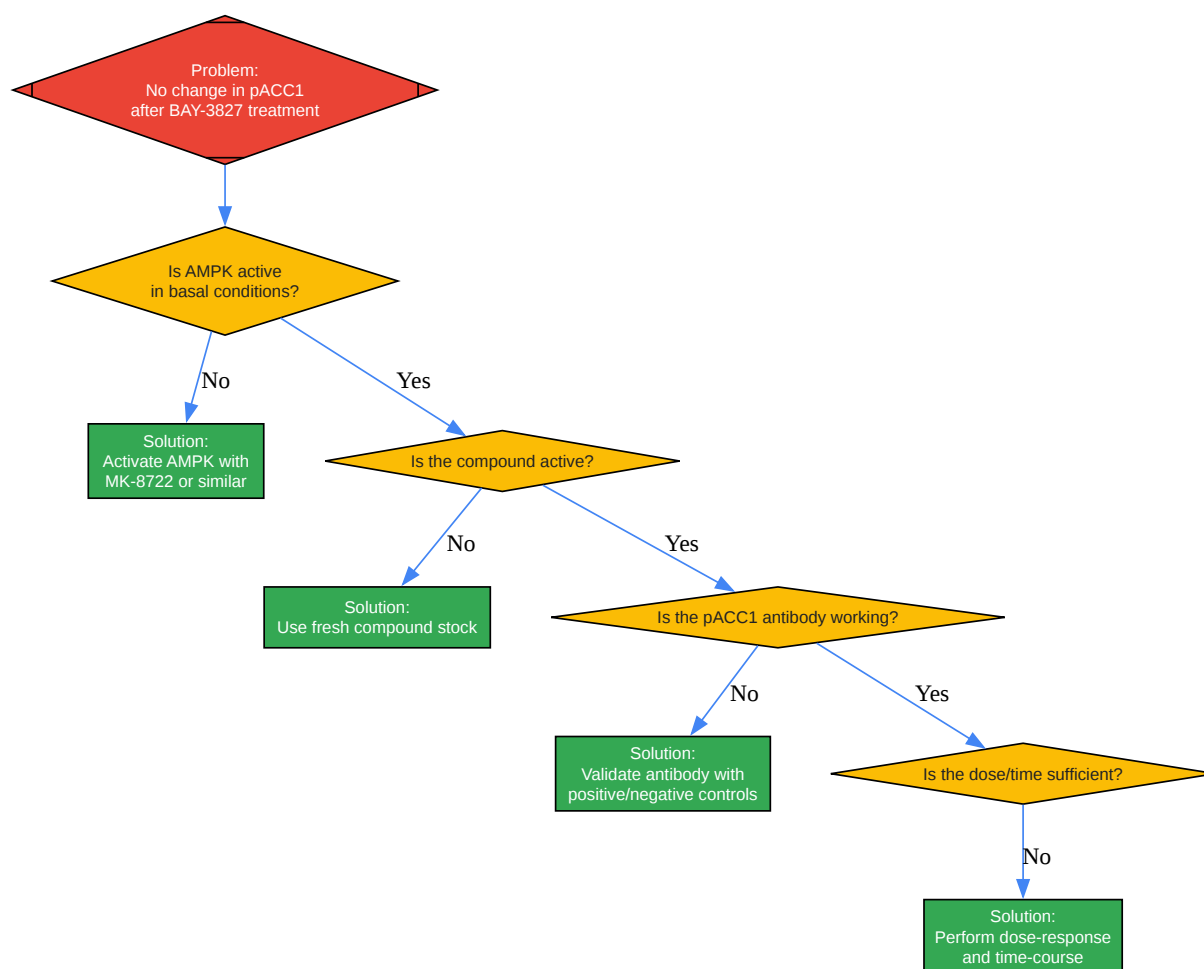 Problem:
No change in pACC1
after BAY-3827 treatment
Is AMPK active
in basal conditions?
No
Yes
Solution:
Activate AMPK with
MK-8722 or similar
Is the compound active?
No
Yes
Solution:
Use fresh compound stock
Is the pACC1 antibody working?
No
Yes
Solution:
Validate antibody with
positive/negative controls
Is the dose/time sufficient?
No
Solution:
Perform dose-response
and time-course